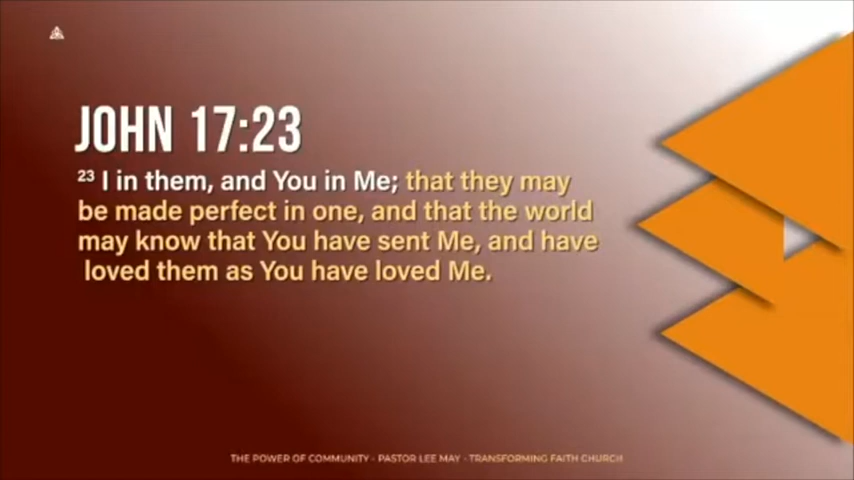 JOHN 17:23
23 I in them, and You in Me; that they may
be made perfect in one, and that the world
may know that You have sent Me, and have
loved them as You have loved Me.
THE POWER OF COMMUNITY - PASTOR LEE MAY - TRANSFORMING FAITH CHURCH